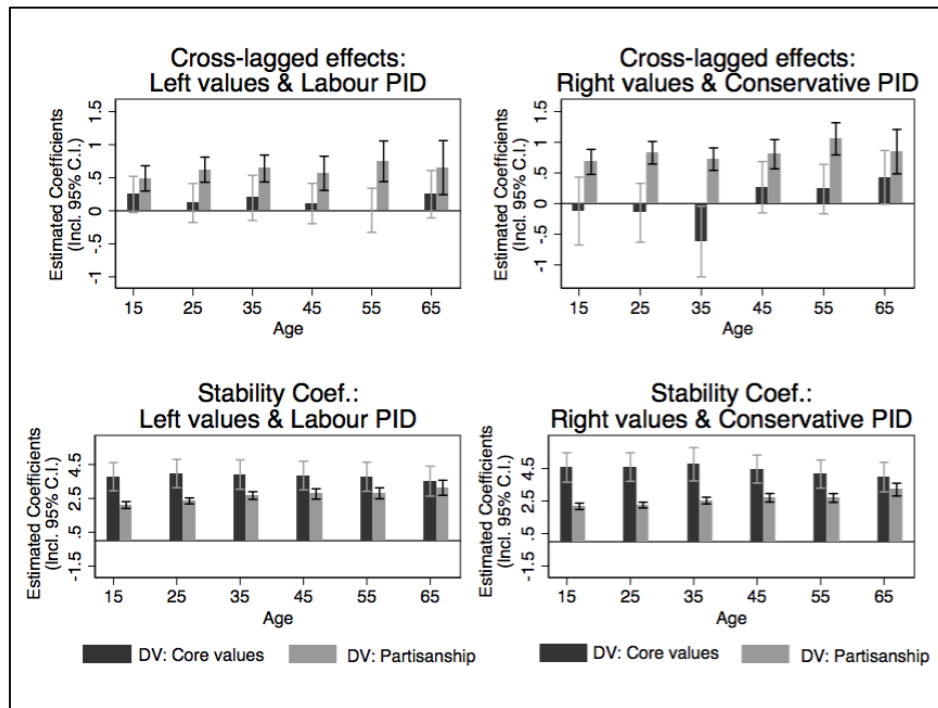 Cross-lagged effects:
Left values & Labour PID
Estimated Coefficients
(Incl. 95% C.I.)
1.5
1
.5
0
-.5
-1
15 25 35 45 55 65
Age
Cross-lagged effects:
Right values & Conservative PID
Estimated Coefficients
(Incl. 95% C.I.)
1.5
1
.5
0
-.5
-1
15 25 35 45 55 65
Age
Stability Coef.:
Left values & Labour PID
Estimated Coefficients
(Incl. 95% C.I.)
4.5
2.5
.5
-1.5
15 25 35 45 55 65
Age
Stability Coef.:
Right values & Conservative PID
Estimated Coefficients
(Incl. 95% C.I.)
4.5
2.5
.5
-1.5
15 25 35 45 55 65
Age
DV: Core values DV: Partisanship
DV: Core values DV: Partisanship